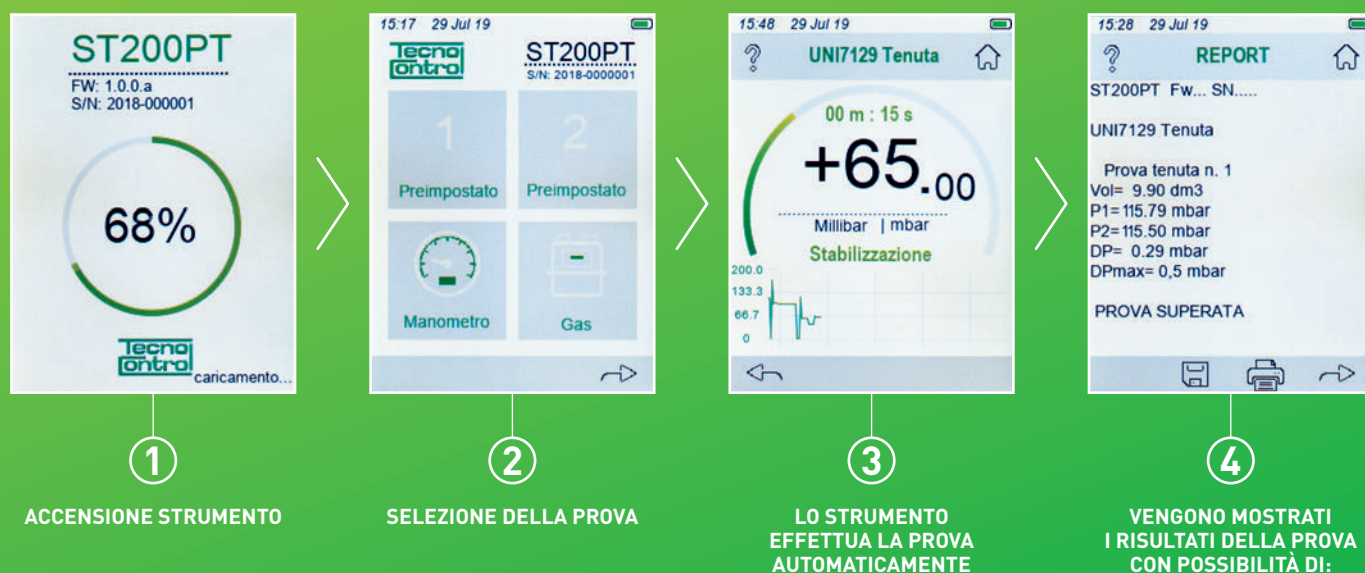 ST200PT
FW: 1.0.0.a
S/N: 2018-000001
68%
Tecno
Control
caricamento...
1
ACCENSIONE STRUMENTO
15:17 29 Jul 19
Tecno
Control
ST200PT
S/N: 2018-0000001
1
Preimpostato
2
Preimpostato
Manometro
Gas
2
SELEZIONE DELLA PROVA
15:48 29 Jul 19
?
UNI7129 Tenuta
00 m : 15 s
+65.00
Millibar | mbar
Stabilizzazione
200.0
133.3
66.7
0
3
LO STRUMENTO
EFFETTUA LA PROVA
AUTOMATICAMENTE
15:28 29 Jul 19
?
REPORT
ST200PT Fw... SN.....
UNI7129 Tenuta
Prova tenuta n. 1
Vol= 9.90 dm3
P1= 115.79 mbar
P2= 115.50 mbar
DP= 0.29 mbar
DPmax= 0,5 mbar
PROVA SUPERATA
4
VENGONO MOSTRATI
I RISULTATI DELLA PROVA
CON POSSIBILITÀ DI: